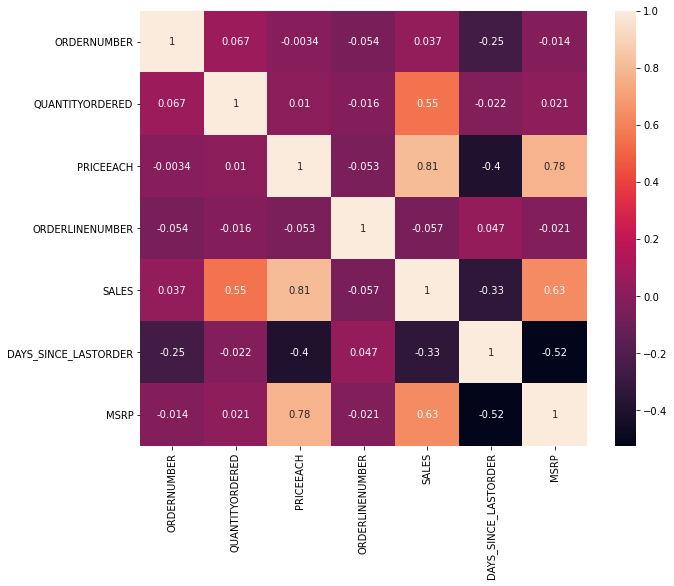 ORDERNUMBER 1 0.067 -0.0034 -0.054 0.037 -0.25 -0.014
QUANTITYORDERED 0.067 1 0.01 -0.016 0.55 -0.022 0.021
PRICEEACH -0.0034 0.01 1 -0.053 0.81 -0.4 0.78
ORDERLINENUMBER -0.054 -0.016 -0.053 1 -0.057 0.047 -0.021
SALES 0.037 0.55 0.81 -0.057 1 -0.33 0.63
DAYS_SINCE_LASTORDER -0.25 -0.022 -0.4 0.047 -0.33 1 -0.52
MSRP -0.014 0.021 0.78 -0.021 0.63 -0.52 1
ORDERNUMBER
QUANTITYORDERED
PRICEEACH
ORDERLINENUMBER
SALES
DAYS_SINCE_LASTORDER
MSRP
1.0
0.8
0.6
0.4
0.2
0.0
−0.2
−0.4